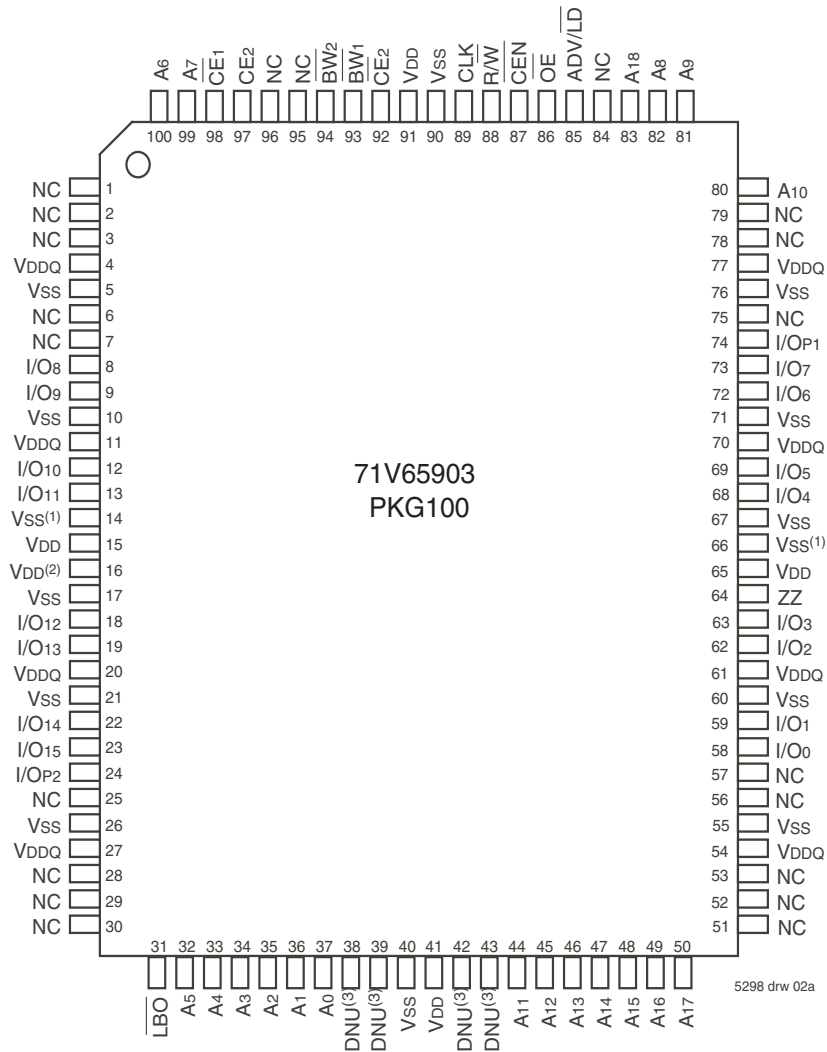 A6
A7
CE1
CE2
NC
NC
BW2
BW1
CE2
VDD
VSS
CLK
R/W
CEN
OE
ADV/LD
NC
A18
A8
A9
100 99 98 97 96 95 94 93 92 91 90 89 88 87 86 85 84 83 82 81
NC 1
NC 2
NC 3
VDDQ 4
VSS 5
NC 6
NC 7
I/O8 8
I/O9 9
VSS 10
VDDQ 11
I/O10 12
I/O11 13
VSS(1) 14
VDD 15
VDD(2) 16
VSS 17
I/O12 18
I/O13 19
VDDQ 20
VSS 21
I/O14 22
I/O15 23
I/OP2 24
NC 25
VSS 26
VDDQ 27
NC 28
NC 29
NC 30
71V65903
PKG100
80 A10
79 NC
78 NC
77 VDDQ
76 VSS
75 NC
74 I/OP1
73 I/O7
72 I/O6
71 VSS
70 VDDQ
69 I/O5
68 I/O4
67 VSS
66 VSS(1)
65 VDD
64 ZZ
63 I/O3
62 I/O2
61 VDDQ
60 VSS
59 I/O1
58 I/O0
57 NC
56 NC
55 VSS
54 VDDQ
53 NC
52 NC
51 NC
31 32 33 34 35 36 37 38 39 40 41 42 43 44 45 46 47 48 49 50
LBO
A5
A4
A3
A2
A1
A0
DNU(3)
DNU(3)
VSS
VDD
DNU(3)
DNU(3)
A11
A12
A13
A14
A15
A16
A17
5298 drw 02a